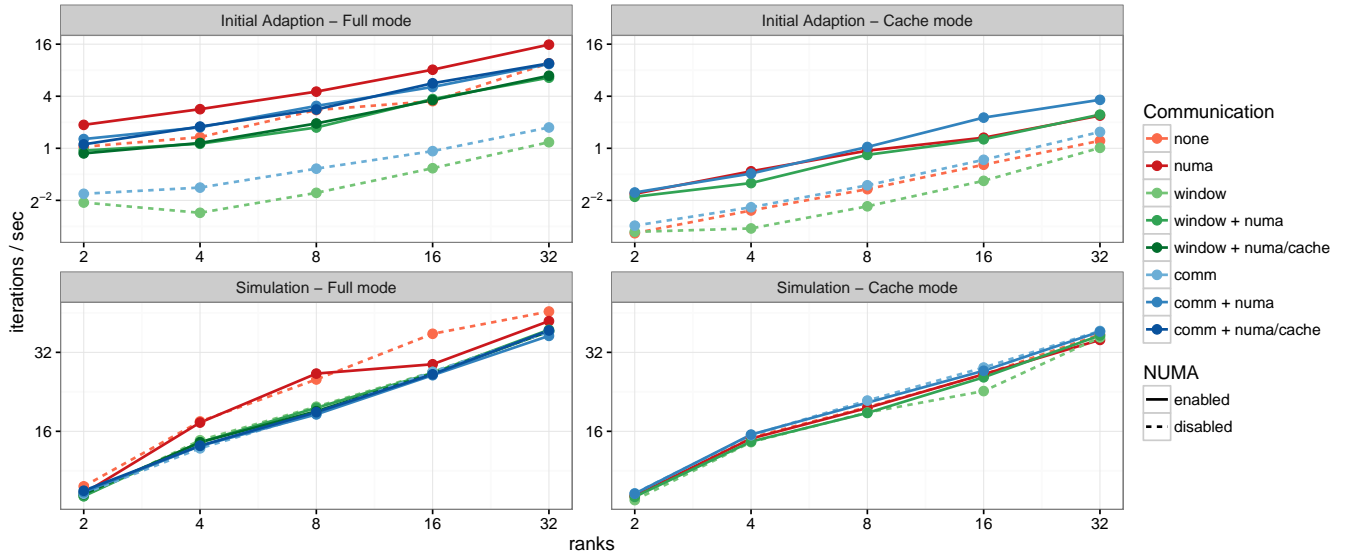 Initial Adaption − Full mode
Initial Adaption − Cache mode
16
4
1
2−2
16
4
1
2−2
2 4 8 16 32
2 4 8 16 32
Simulation − Full mode
Simulation − Cache mode
32
16
32
16
2 4 8 16 32
2 4 8 16 32
iterations / sec
ranks
Communication
none
numa
window
window + numa
window + numa/cache
comm
comm + numa
comm + numa/cache
NUMA
enabled
disabled